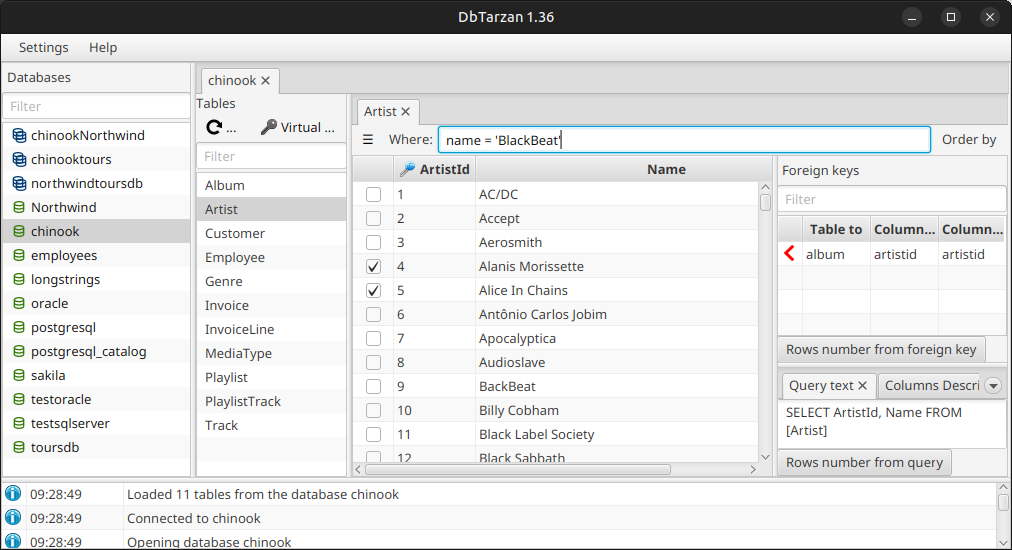 DbTarzan 1.36
Settings Help
Databases
Filter
chinookNorthwind
chinooktours
northwindtoursdb
Northwind
chinook
employees
longstrings
oracle
postgresql
postgresql_catalog
sakila
testoracle
testsqlserver
toursdb
chinook
Tables
... Virtual ...
Filter
Album
Artist
Customer
Employee
Genre
Invoice
InvoiceLine
MediaType
Playlist
PlaylistTrack
Track
Artist
Where: name = 'BlackBeat' Order by
ArtistId Name
1 AC/DC
2 Accept
3 Aerosmith
4 Alanis Morissette
5 Alice In Chains
6 Antônio Carlos Jobim
7 Apocalyptica
8 Audioslave
9 BackBeat
10 Billy Cobham
11 Black Label Society
12 Black Sabbath
Foreign keys
Filter
Table to Column... Column...
album artistid artistid
Rows number from foreign key
Query text Columns Descri
SELECT ArtistId, Name FROM
[Artist]
Rows number from query
09:28:49 Loaded 11 tables from the database chinook
09:28:49 Connected to chinook
09:28:49 Opening database chinook